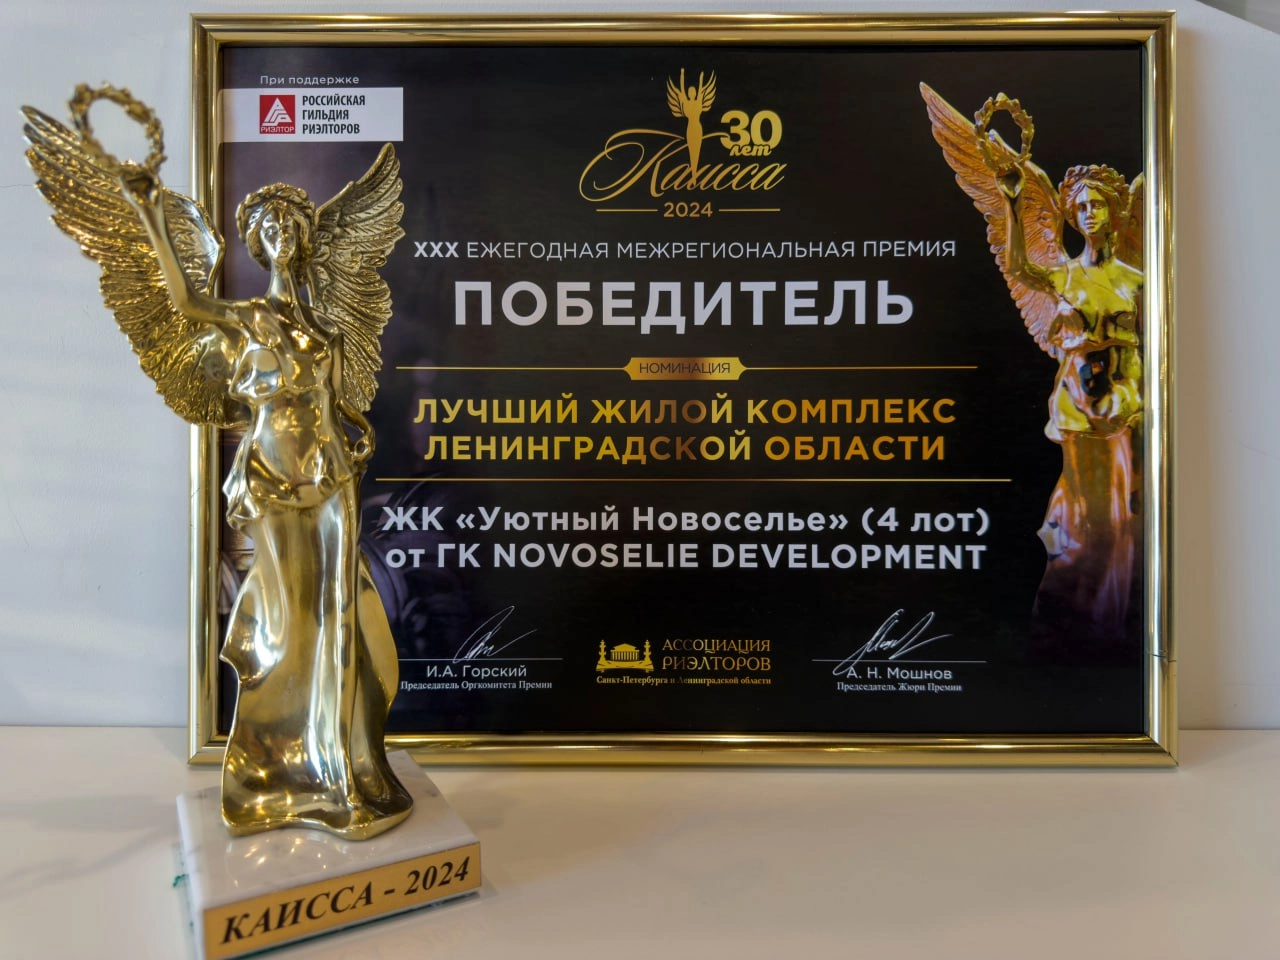 При поддержке
РОССИЙСКАЯ
ГИЛЬДИЯ
РИЭЛТОРОВ
РИЭЛТОР
30
лет
Каисса
2024
XXX ЕЖЕГОДНАЯ МЕЖРЕГИОНАЛЬНАЯ ПРЕМИЯ
ПОБЕДИТЕЛЬ
НОМИНАЦИЯ
ЛУЧШИЙ ЖИЛОЙ КОМПЛЕКС
ЛЕНИНГРАДСКОЙ ОБЛАСТИ
ЖК «Уютный Новоселье» (4 лот)
от ГК NOVOSELIE DEVELOPMENT
И.А. Горский
Председатель Оргкомитета Премии
АССОЦИАЦИЯ
РИЭЛТОРОВ
Санкт-Петербурга и Ленинградской области
А. Н. Мошнов
Председатель Жюри Премии
КАИССА - 2024